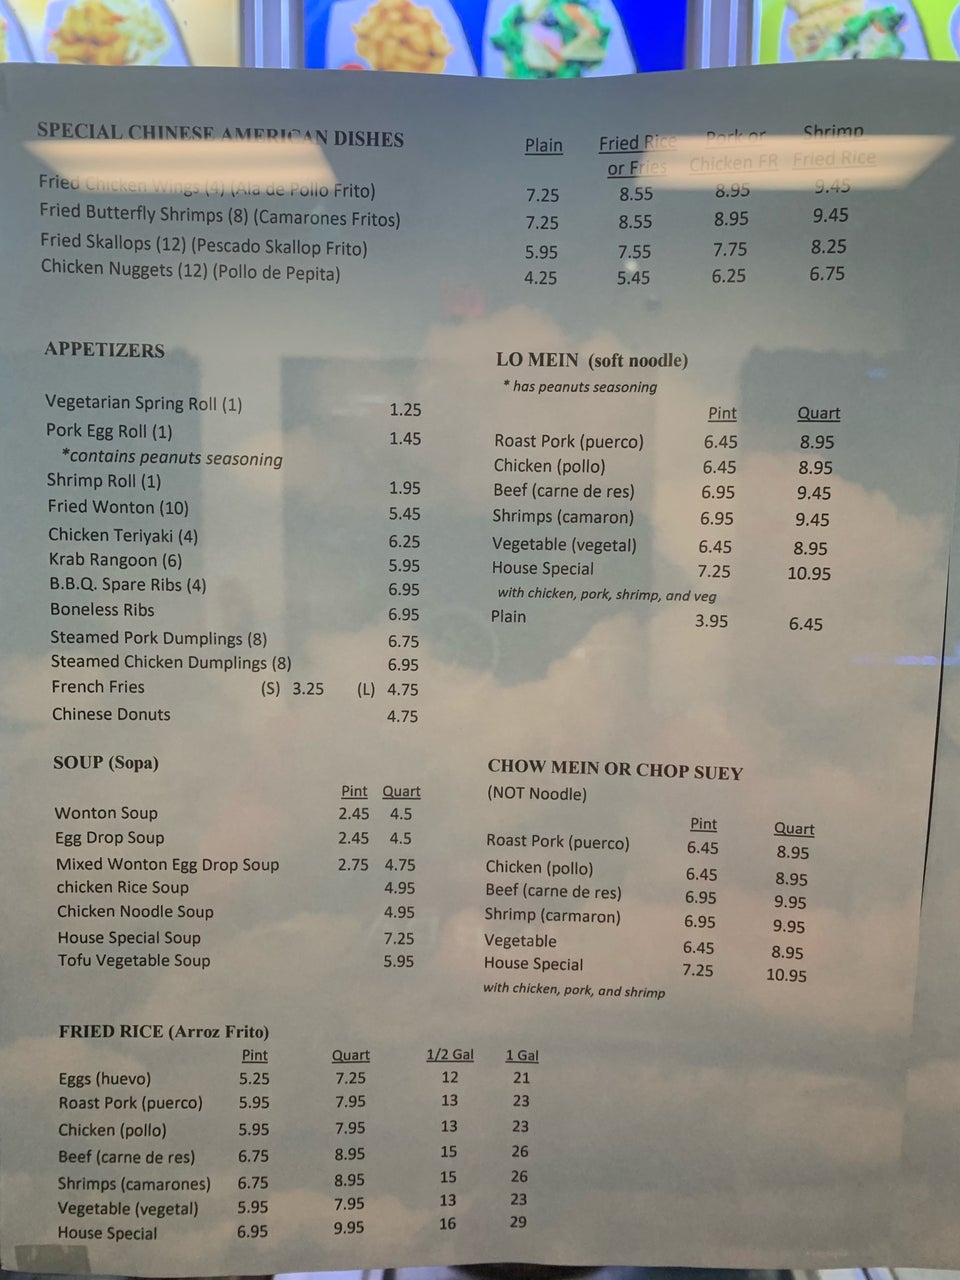 SPECIAL CHINESE AMERICAN DISHES
Plain Fried Rice or Fries Pork or Chicken FR Shrimp Fried Rice
Fried Chicken Wings (4) (Ala de Pollo Frito) 7.25 8.55 8.95 9.45
Fried Butterfly Shrimps (8) (Camarones Fritos) 7.25 8.55 8.95 9.45
Fried Skallops (12) (Pescado Skallop Frito) 5.95 7.55 7.75 8.25
Chicken Nuggets (12) (Pollo de Pepita) 4.25 5.45 6.25 6.75
APPETIZERS
Vegetarian Spring Roll (1) 1.25
Pork Egg Roll (1) 1.45
*contains peanuts seasoning
Shrimp Roll (1) 1.95
Fried Wonton (10) 5.45
Chicken Teriyaki (4) 6.25
Krab Rangoon (6) 5.95
B.B.Q. Spare Ribs (4) 6.95
Boneless Ribs 6.95
Steamed Pork Dumplings (8) 6.75
Steamed Chicken Dumplings (8) 6.95
French Fries (S) 3.25 (L) 4.75
Chinese Donuts 4.75
LO MEIN (soft noodle)
* has peanuts seasoning
Pint Quart
Roast Pork (puerco) 6.45 8.95
Chicken (pollo) 6.45 8.95
Beef (carne de res) 6.95 9.45
Shrimps (camaron) 6.95 9.45
Vegetable (vegetal) 6.45 8.95
House Special 7.25 10.95
with chicken, pork, shrimp, and veg
Plain 3.95 6.45
SOUP (Sopa)
Pint Quart
Wonton Soup 2.45 4.5
Egg Drop Soup 2.45 4.5
Mixed Wonton Egg Drop Soup 2.75 4.75
chicken Rice Soup 4.95
Chicken Noodle Soup 4.95
House Special Soup 7.25
Tofu Vegetable Soup 5.95
CHOW MEIN OR CHOP SUEY
(NOT Noodle)
Pint Quart
Roast Pork (puerco) 6.45 8.95
Chicken (pollo) 6.45 8.95
Beef (carne de res) 6.95 9.95
Shrimp (carmaron) 6.95 9.95
Vegetable 6.45 8.95
House Special 7.25 10.95
with chicken, pork, and shrimp
FRIED RICE (Arroz Frito)
Pint Quart 1/2 Gal 1 Gal
Eggs (huevo) 5.25 7.25 12 21
Roast Pork (puerco) 5.95 7.95 13 23
Chicken (pollo) 5.95 7.95 13 23
Beef (carne de res) 6.75 8.95 15 26
Shrimps (camarones) 6.75 8.95 15 26
Vegetable (vegetal) 5.95 7.95 13 23
House Special 6.95 9.95 16 29